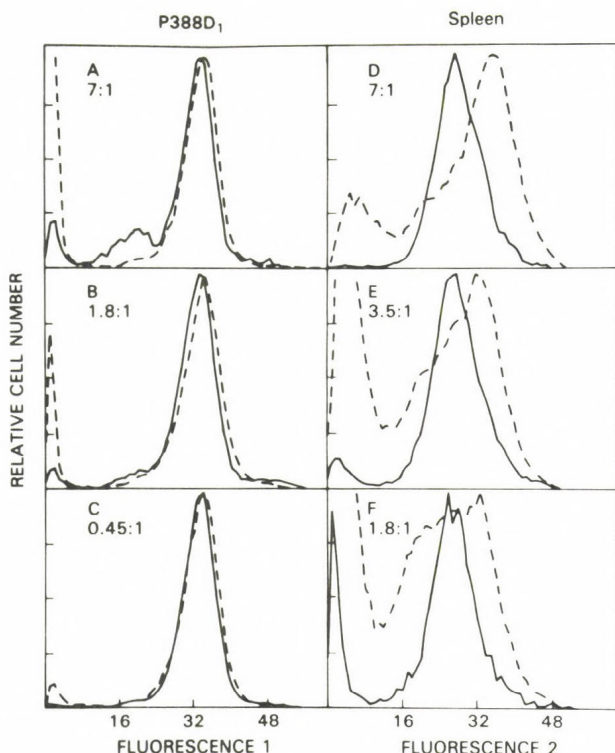 P388D₁
Spleen
A
7:1
D
7:1
B
1.8:1
E
3.5:1
C
0.45:1
F
1.8:1
RELATIVE CELL NUMBER
16 32 48
16 32 48
FLUORESCENCE 1
FLUORESCENCE 2